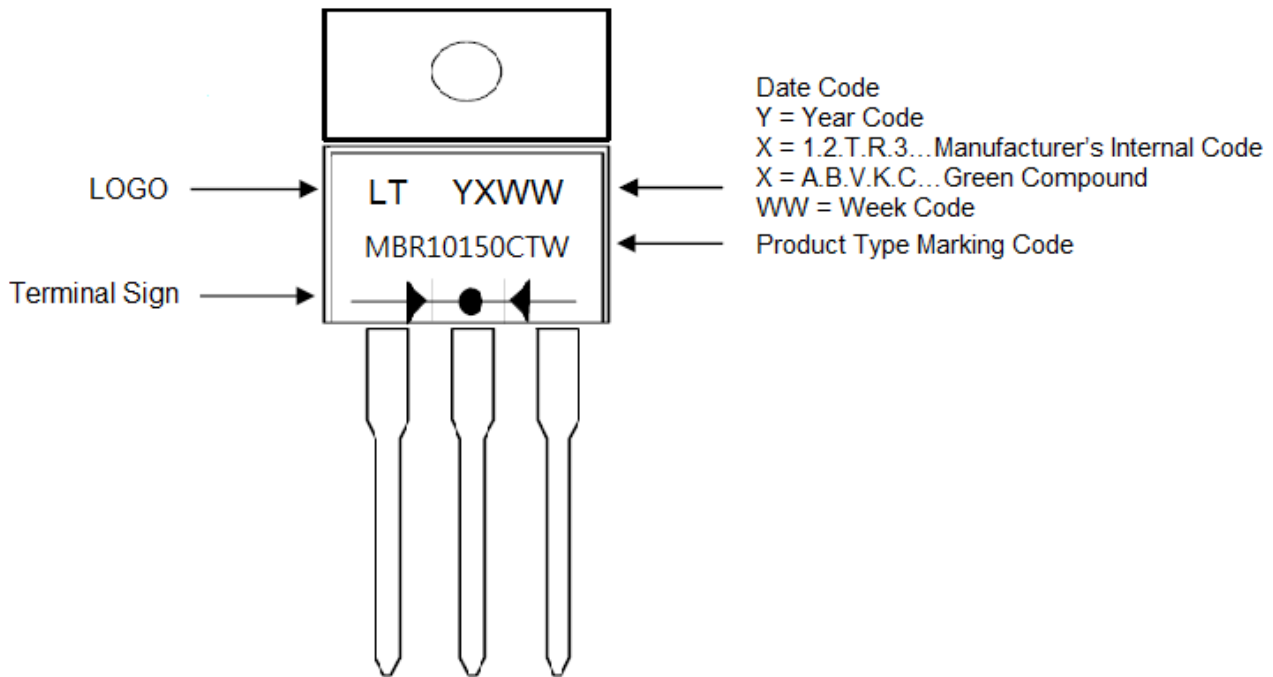 Date Code
Y = Year Code
X = 1.2.T.R.3...Manufacturer's Internal Code
X = A.B.V.K.C...Green Compound
WW = Week Code
LOGO
LT YXWW
MBR10150CTW
Product Type Marking Code
Terminal Sign